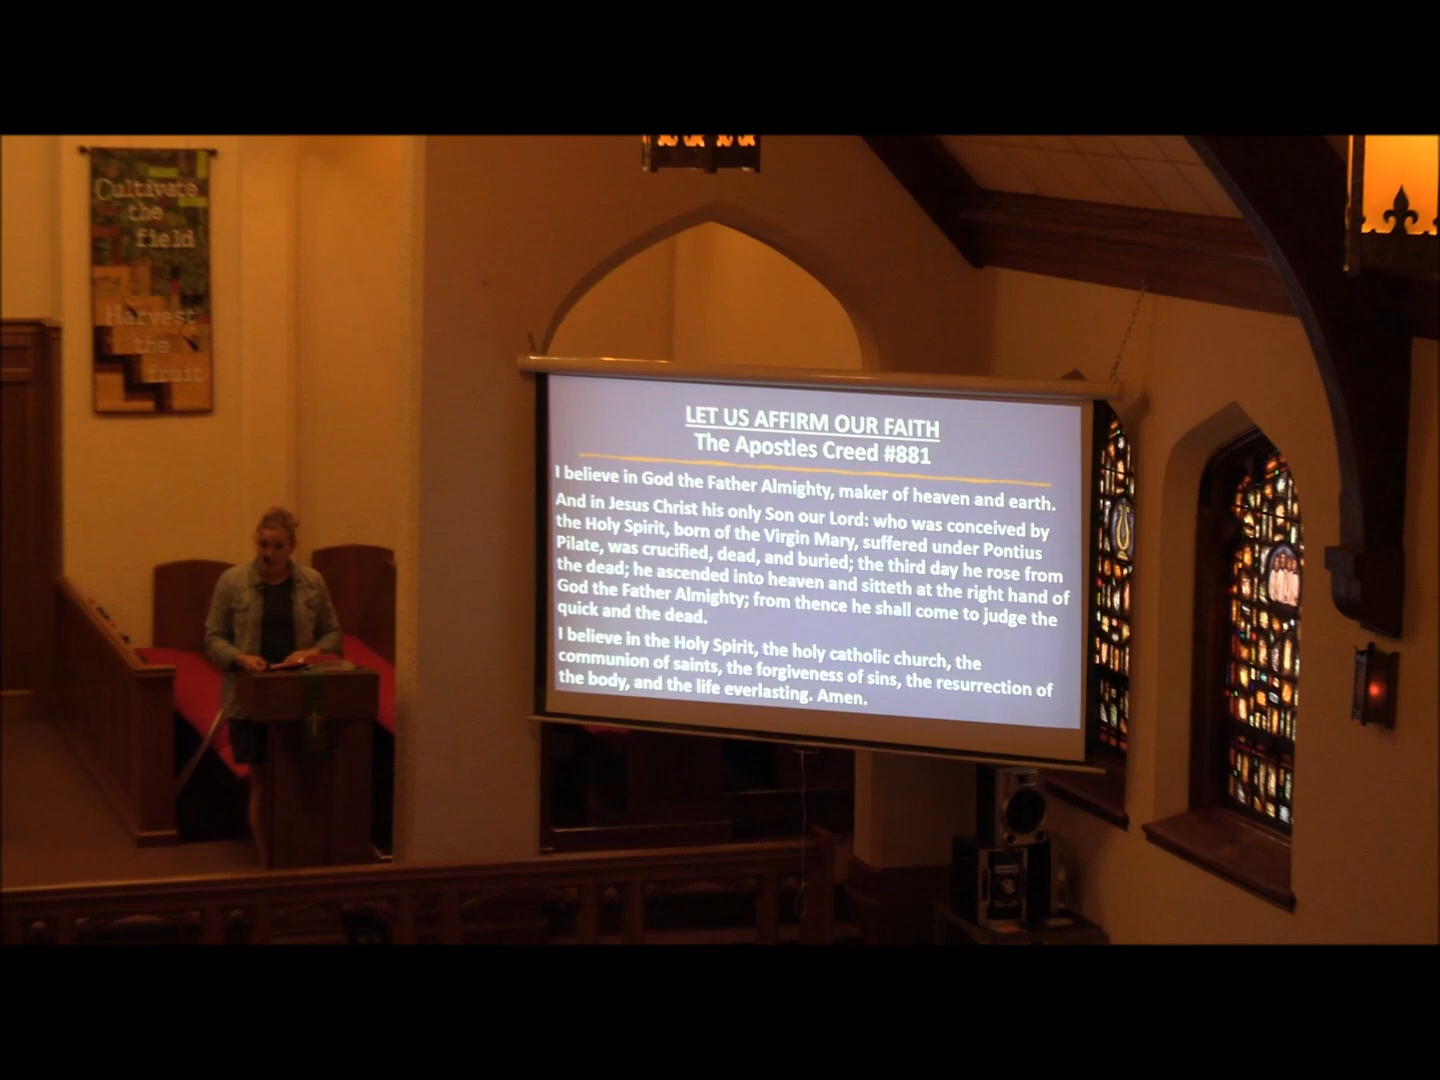 Cultivate
the
field
Harvest
the
fruit
LET US AFFIRM OUR FAITH
The Apostles Creed #881
I believe in God the Father Almighty, maker of heaven and earth.
And in Jesus Christ his only Son our Lord: who was conceived by
the Holy Spirit, born of the Virgin Mary, suffered under Pontius
Pilate, was crucified, dead, and buried; the third day he rose from
the dead; he ascended into heaven and sitteth at the right hand of
God the Father Almighty; from thence he shall come to judge the
quick and the dead.
I believe in the Holy Spirit, the holy catholic church, the
communion of saints, the forgiveness of sins, the resurrection of
the body, and the life everlasting. Amen.